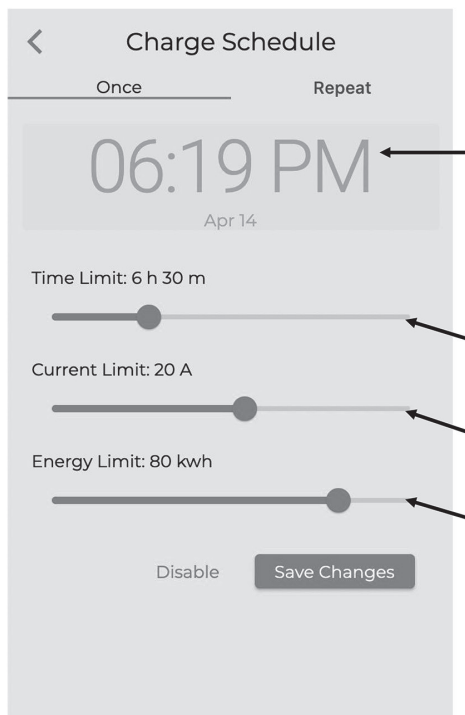 Charge Schedule
Once Repeat
06:19 PM
Apr 14
Time Limit: 6 h 30 m
Current Limit: 20 A
Energy Limit: 80 kwh
Disable Save Changes